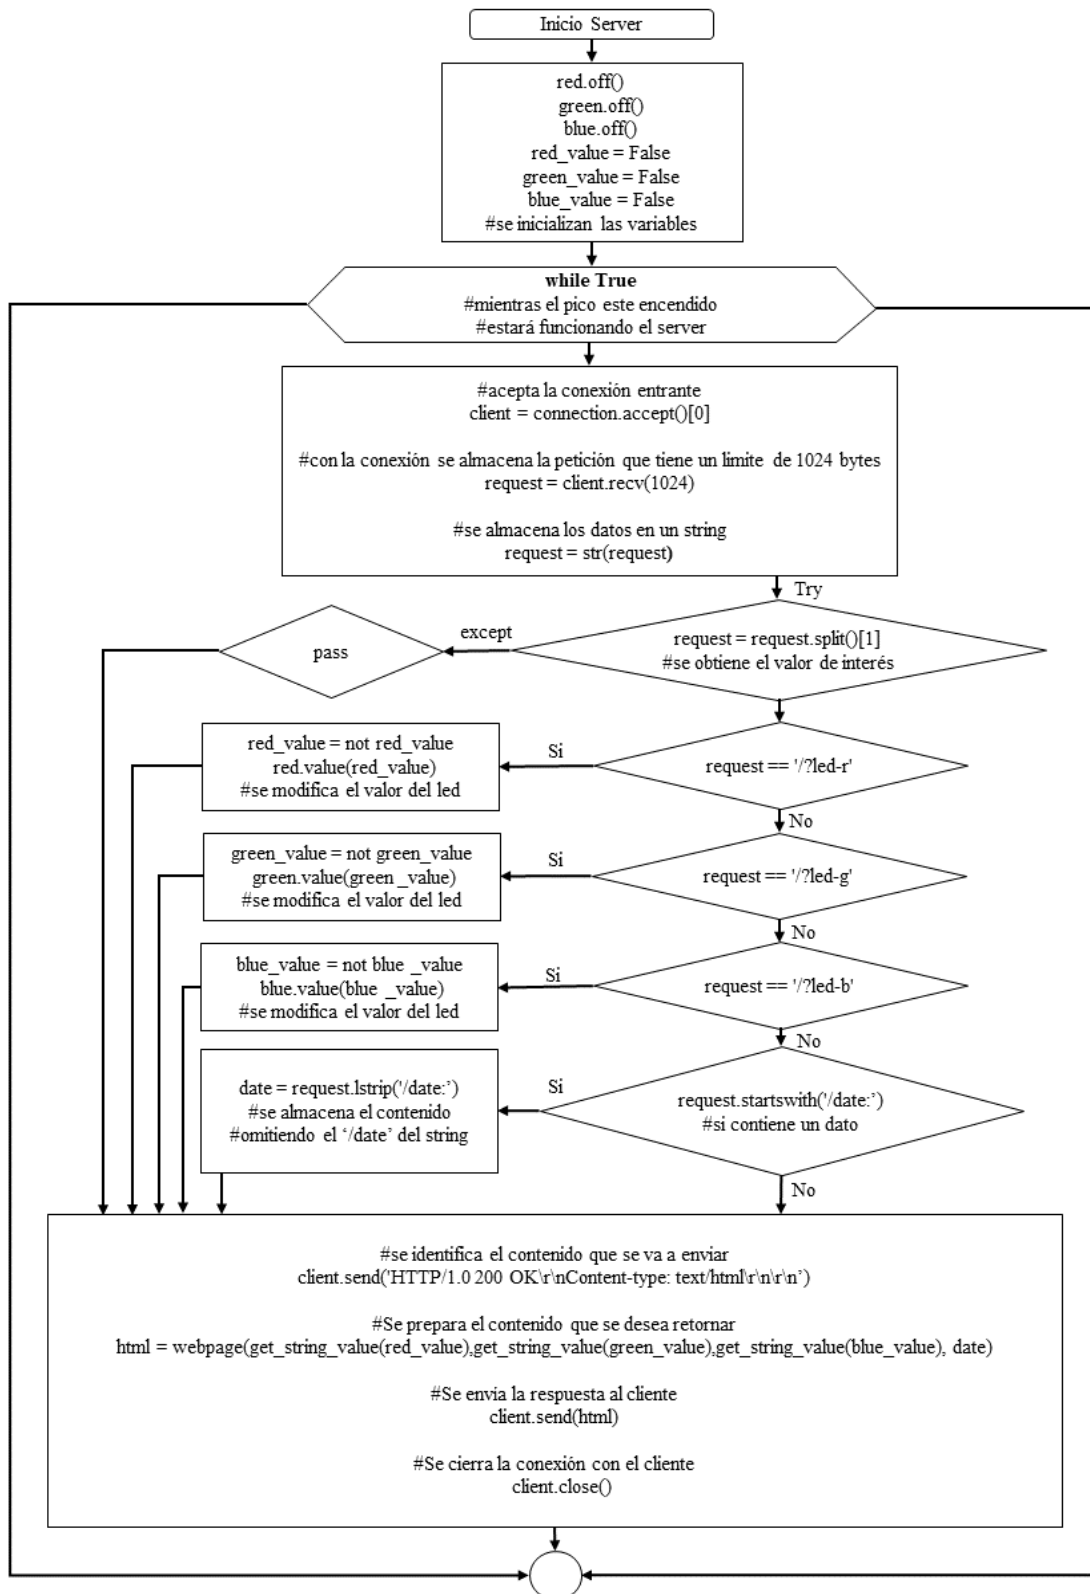 Inicio Server
red.off()
green.off()
blue.off()
red_value = False
green_value = False
blue_value = False
#se inicializan las variables
while True
#mientras el pico este encendido
#estará funcionando el server
#acepta la conexión entrante
client = connection.accept()[0]
#con la conexión se almacena la petición que tiene un limite de 1024 bytes
request = client.recv(1024)
#se almacena los datos en un string
request = str(request)
Try
request = request.split()[1]
#se obtiene el valor de interés
except
pass
request == '/?led-r'
Si
red_value = not red_value
red.value(red_value)
#se modifica el valor del led
No
request == '/?led-g'
Si
green_value = not green_value
green.value(green _value)
#se modifica el valor del led
No
request == '/?led-b'
Si
blue_value = not blue _value
blue.value(blue _value)
#se modifica el valor del led
No
request.startswith('/date:’)
#si contiene un dato
Si
date = request.lstrip('/date:’)
#se almacena el contenido
#omitiendo el ‘/date’ del string
No
#se identifica el contenido que se va a enviar
client.send('HTTP/1.0 200 OK\r\nContent-type: text/html\r\n\r\n’)
#Se prepara el contenido que se desea retornar
html = webpage(get_string_value(red_value),get_string_value(green_value),get_string_value(blue_value), date)
#Se envía la respuesta al cliente
client.send(html)
#Se cierra la conexión con el cliente
client.close()